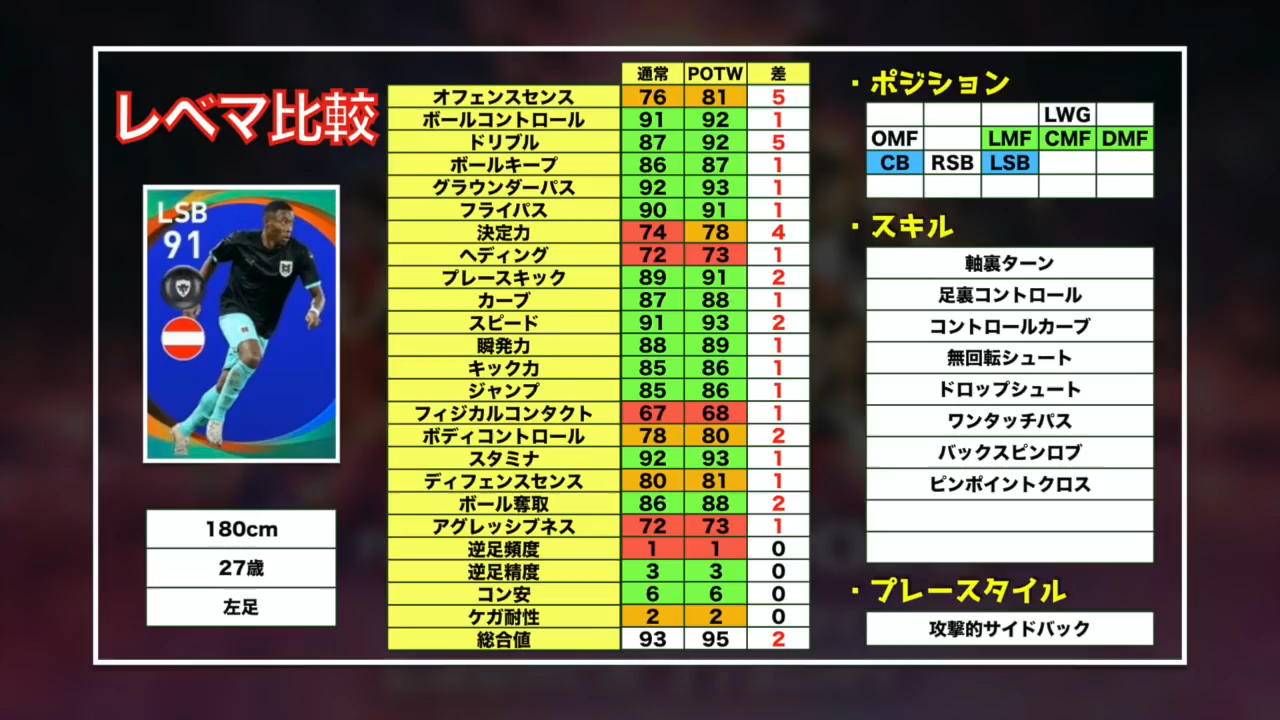 レベマ比較
LSB
91
180cm
27歳
左足
通常 POTW 差
オフェンスセンス 76 81 5
ボールコントロール 91 92 1
ドリブル 87 92 5
ボールキープ 86 87 1
グラウンダーパス 92 93 1
フライパス 90 91 1
決定力 74 78 4
ヘディング 72 73 1
プレースキック 89 91 2
カーブ 87 88 1
スピード 91 93 2
瞬発力 88 89 1
キック力 85 86 1
ジャンプ 85 86 1
フィジカルコンタクト 67 68 1
ボディコントロール 78 80 2
スタミナ 92 93 1
ディフェンスセンス 80 81 1
ボール奪取 86 88 2
アグレッシブネス 72 73 1
逆足頻度 1 1 0
逆足精度 3 3 0
コン安 6 6 0
ケガ耐性 2 2 0
総合値 93 95 2
・ポジション
LWG
OMF LMF CMF DMF
CB RSB LSB
・スキル
軸裏ターン
足裏コントロール
コントロールカーブ
無回転シュート
ドロップシュート
ワンタッチパス
バックスピンロブ
ピンポイントクロス
・プレースタイル
攻撃的サイドバック